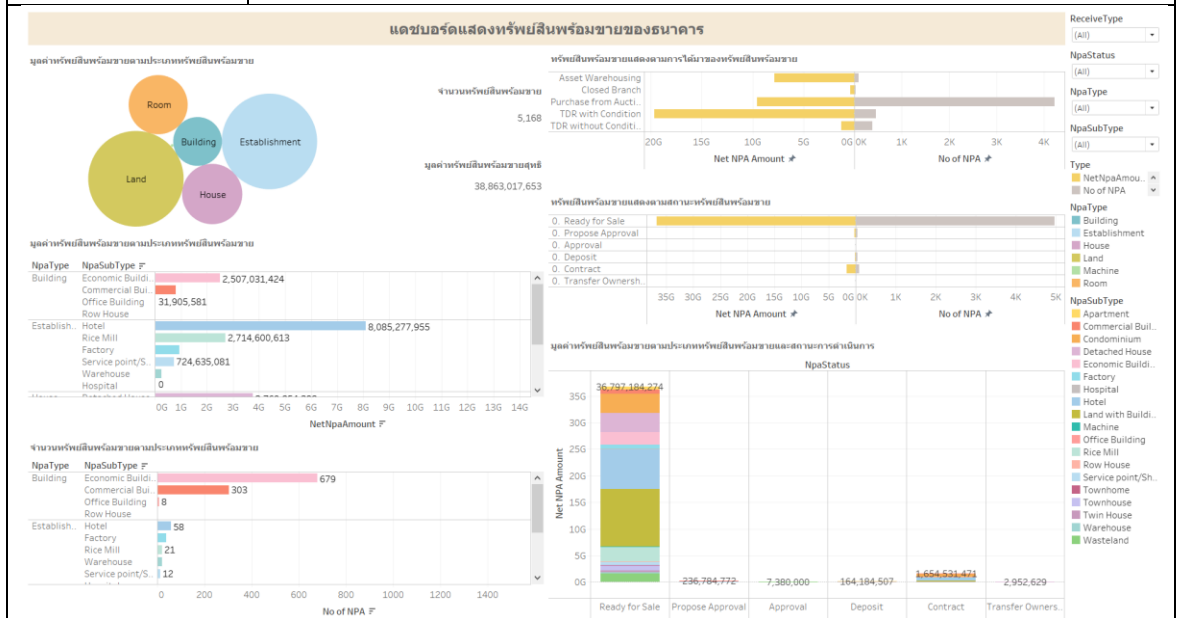 แดชบอร์ดแสดงทรัพย์สินพร้อมขายของธนาคาร
มูลค่าทรัพย์สินพร้อมขายตามประเภททรัพย์สินพร้อมขาย
Room
Building
Establishment
Land
House
จำนวนทรัพย์สินพร้อมขาย
5,168
มูลค่าทรัพย์สินพร้อมขายสุทธิ
38,863,017,653
มูลค่าทรัพย์สินพร้อมขายตามประเภททรัพย์สินพร้อมขาย
NpaType NpaSubType
Building Economic Buildi.. 2,507,031,424
Commercial Bui..
Office Building 31,905,581
Row House
Establish.. Hotel 8,085,277,955
Rice Mill 2,714,600,613
Factory
Service point/S.. 724,635,081
Warehouse
Hospital 0
0G 1G 2G 3G 4G 5G 6G 7G 8G 9G 10G 11G 12G 13G 14G
NetNpaAmount
จำนวนทรัพย์สินพร้อมขายตามประเภททรัพย์สินพร้อมขาย
NpaType NpaSubType
Building Economic Buildi.. 679
Commercial Bui.. 303
Office Building 8
Row House
Establish.. Hotel 58
Factory
Rice Mill 21
Warehouse
Service point/S.. 12
0 200 400 600 800 1000 1200 1400
No of NPA
ทรัพย์สินพร้อมขายแสดงตามการได้มาของทรัพย์สินพร้อมขาย
Asset Warehousing
Closed Branch
Purchase from Aucti..
TDR with Condition
TDR without Conditi..
20G 15G 10G 5G 0G 0K 1K 2K 3K 4K
Net NPA Amount No of NPA
ทรัพย์สินพร้อมขายแสดงตามสถานะทรัพย์สินพร้อมขาย
0. Ready for Sale
0. Propose Approval
0. Approval
0. Deposit
0. Contract
0. Transfer Ownersh..
35G 30G 25G 20G 15G 10G 5G 0G 0K 1K 2K 3K 4K 5K
Net NPA Amount No of NPA
มูลค่าทรัพย์สินพร้อมขายตามประเภททรัพย์สินพร้อมขายและสถานะการดำเนินการ
NpaStatus
36,797,184,274
35G
30G
25G
20G
15G
10G
5G
0G
Net NPA Amount
236,784,772 7,380,000 164,184,507 1,654,531,471 2,952,629
Ready for Sale Propose Approval Approval Deposit Contract Transfer Owners..
ReceiveType
(All)
NpaStatus
(All)
NpaType
(All)
NpaSubType
(All)
Type
NetNpaAmou..
No of NPA
NpaType
Building
Establishment
House
Land
Machine
Room
NpaSubType
Apartment
Commercial Buil..
Condominium
Detached House
Economic Buildi..
Factory
Hospital
Hotel
Land with Buildi..
Machine
Office Building
Rice Mill
Row House
Service point/Sh..
Townhome
Townhouse
Twin House
Warehouse
Wasteland